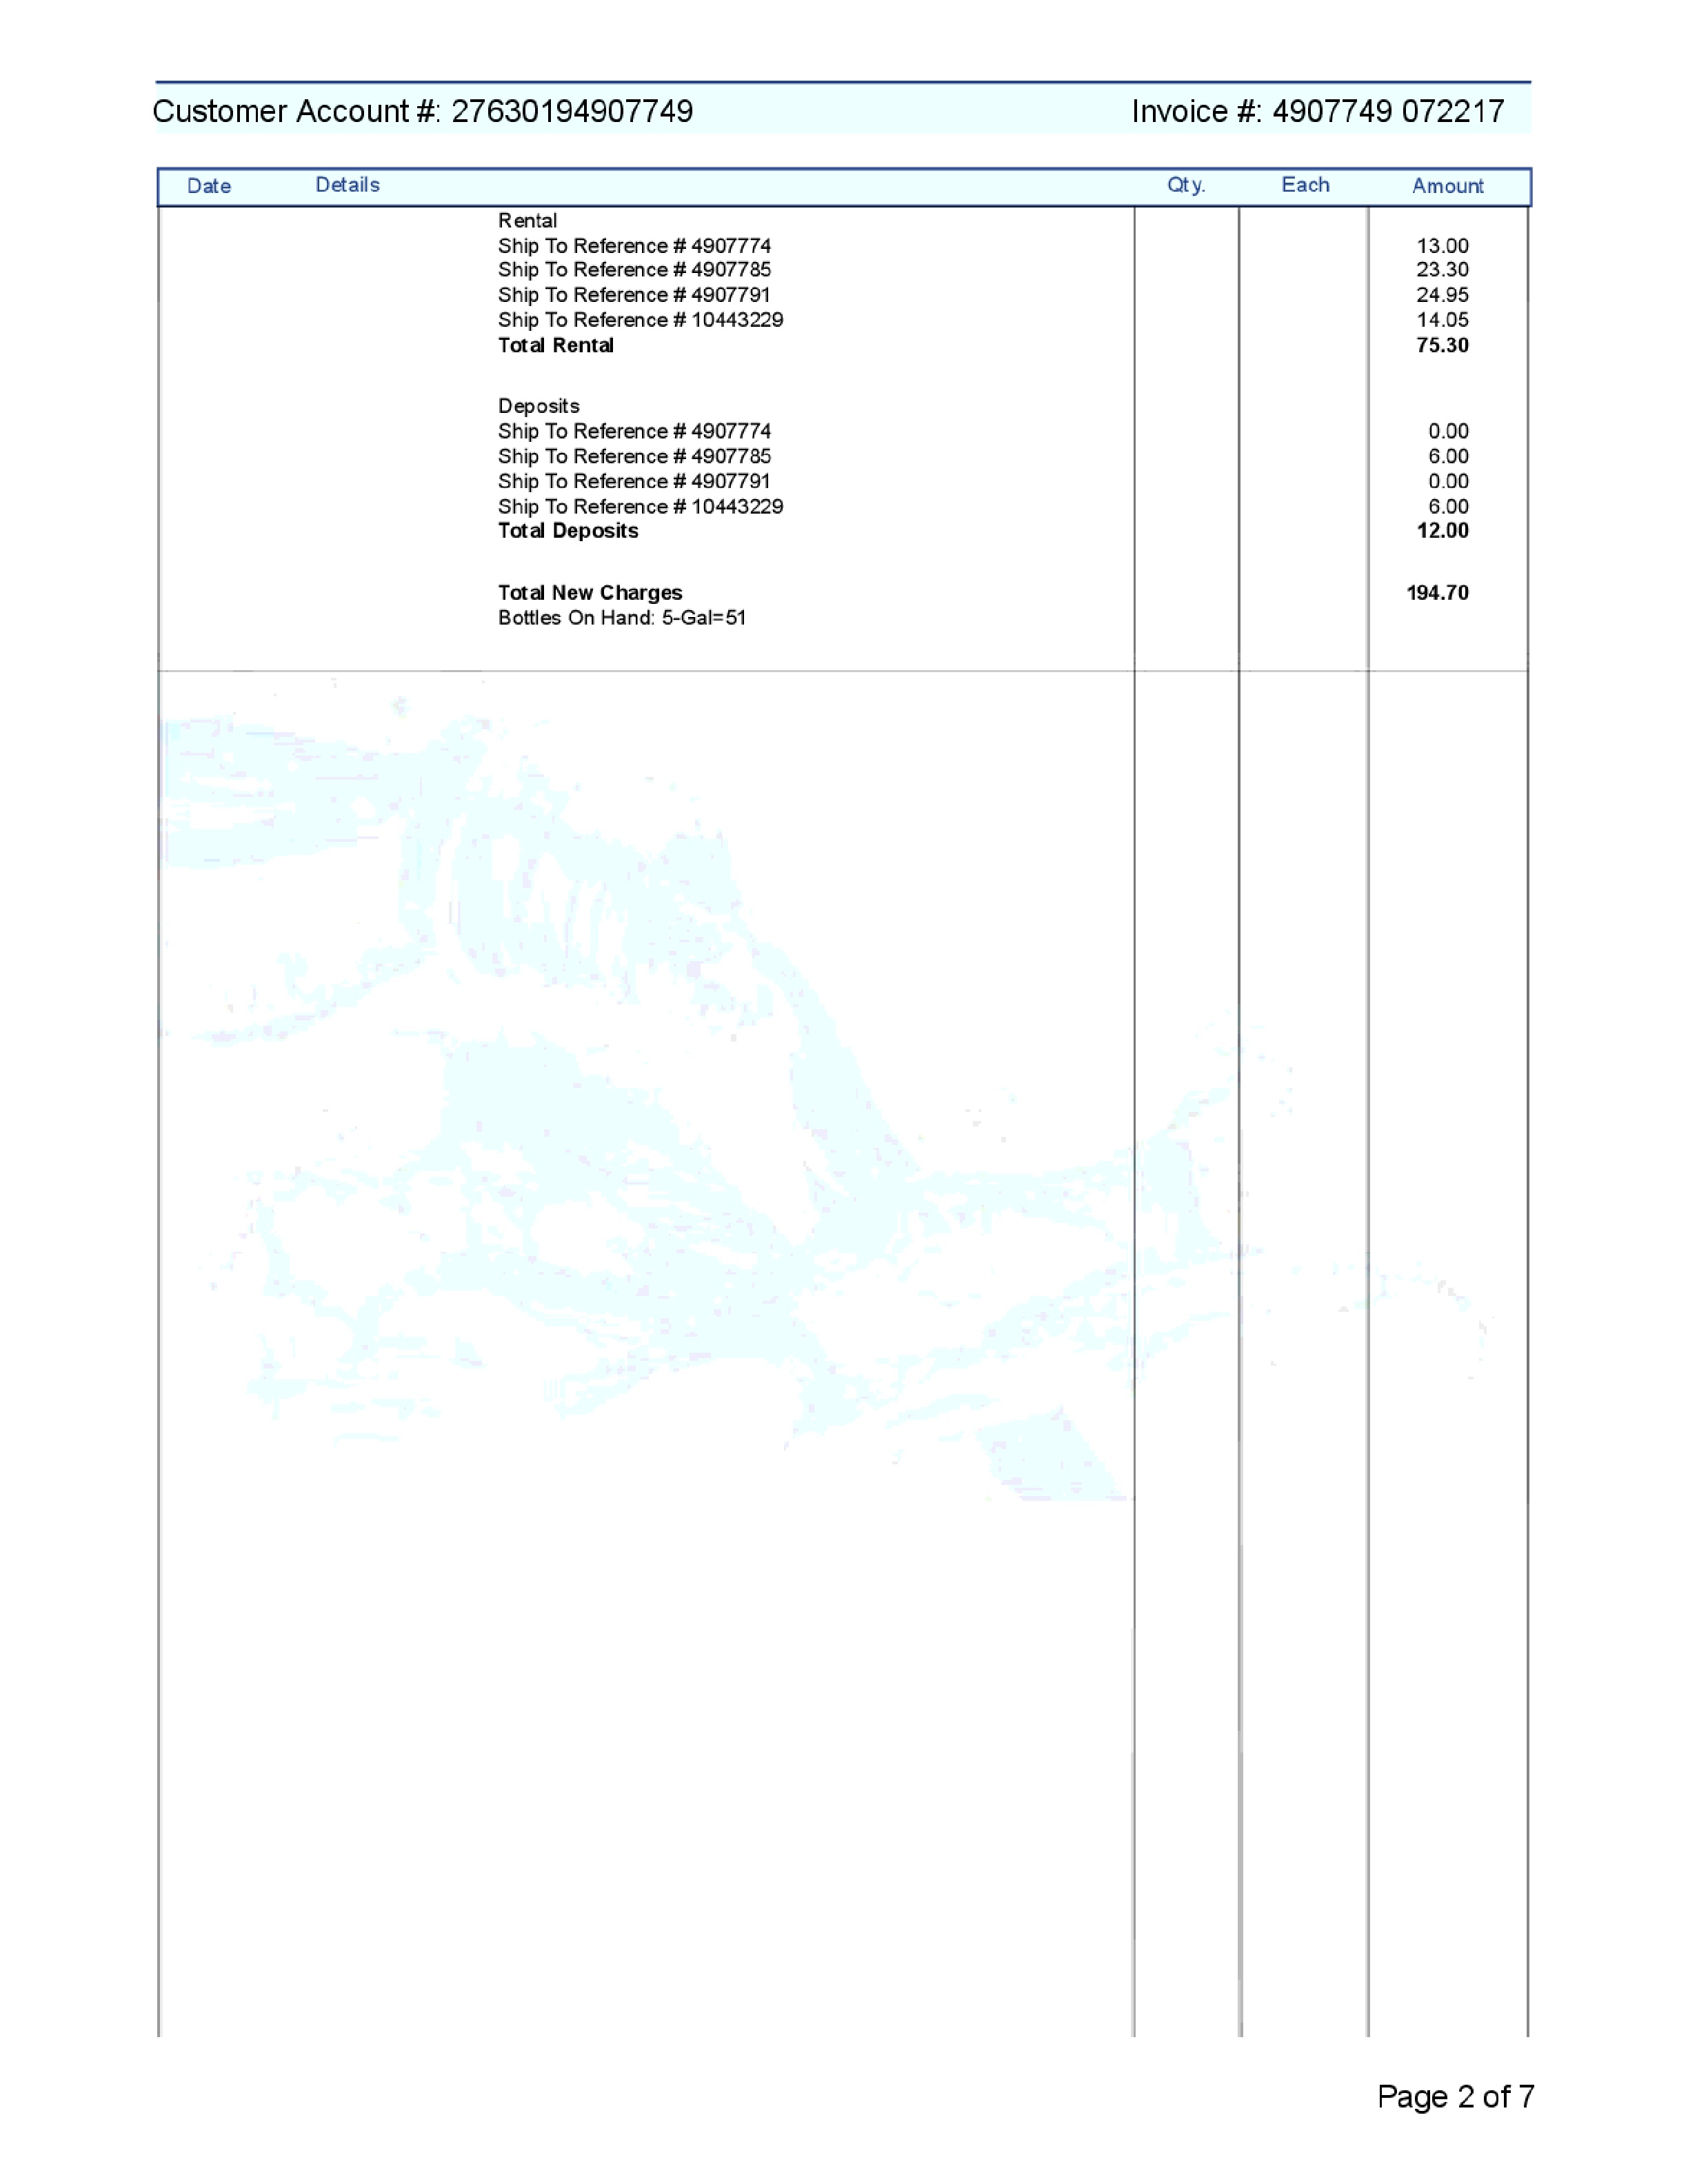 Customer Account #: 27630194907749 Invoice #: 4907749 072217
Date Details Qty. Each Amount
Rental
Ship To Reference # 4907774 13.00
Ship To Reference # 4907785 23.30
Ship To Reference # 4907791 24.95
Ship To Reference # 10443229 14.05
Total Rental 75.30
Deposits
Ship To Reference # 4907774 0.00
Ship To Reference # 4907785 6.00
Ship To Reference # 4907791 0.00
Ship To Reference # 10443229 6.00
Total Deposits 12.00
Total New Charges 194.70
Bottles On Hand: 5-Gal=51
Page 2 of 7